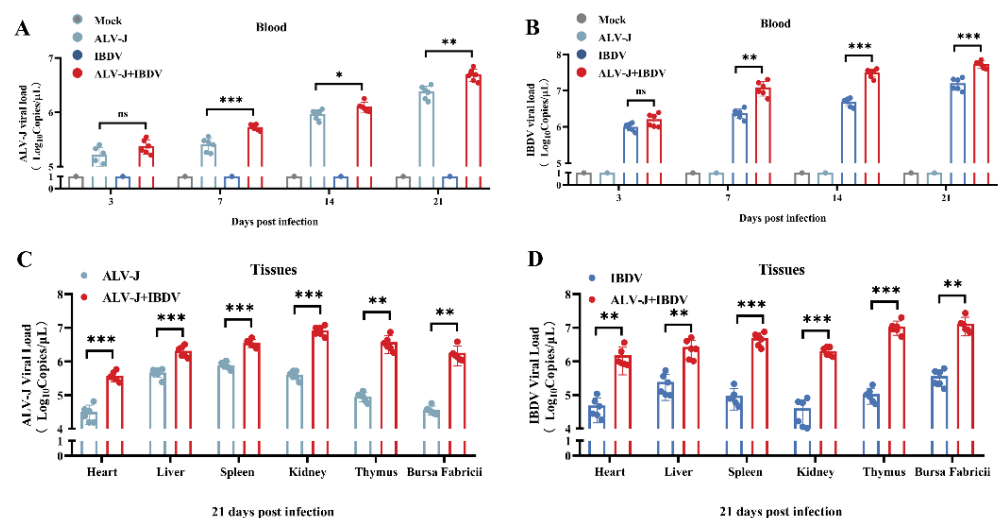 A
Blood
Mock
ALV-J
IBDV
ALV-J+IBDV
ALV-J viral load
( Log10Copies/μL)
7
6
5
1
0
ns
***
*
**
3
7
14
21
Days post infection
B
Blood
Mock
ALV-J
IBDV
ALV-J+IBDV
IBDV viral load
( Log10Copies/μL)
8
7
6
5
1
0
ns
**
***
***
3
7
14
21
Days post infection
C
Tissues
ALV-J
ALV-J+IBDV
ALV-J Viral Load
( Log10Copies/μL)
8
7
6
5
4
1
0
***
***
***
***
**
**
Heart
Liver
Spleen
Kidney
Thymus
Bursa Fabricii
21 days post infection
D
Tissues
IBDV
ALV-J+IBDV
IBDV Viral Load
( Log10Copies/μL)
8
7
6
5
4
1
0
**
**
***
***
***
**
Heart
Liver
Spleen
Kidney
Thymus
Bursa Fabricii
21 days post infection